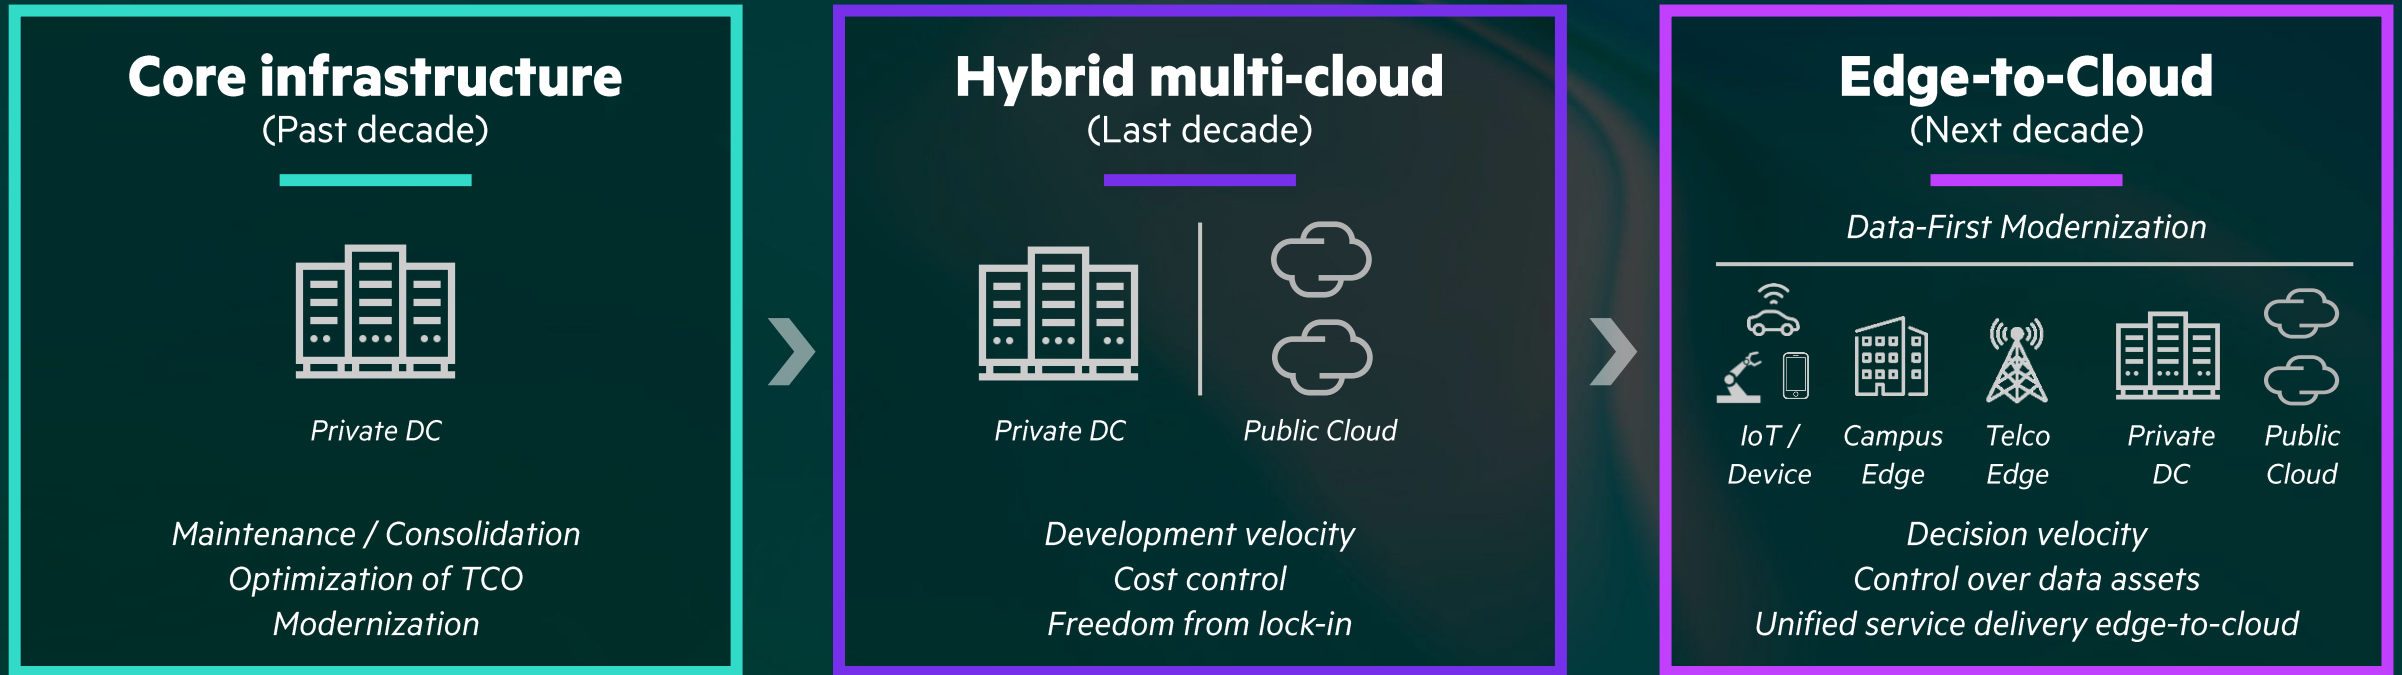 Core infrastructure
(Past decade)
Private DC
Maintenance / Consolidation
Optimization of TCO
Modernization
Hybrid multi-cloud
(Last decade)
Private DC
Public Cloud
Development velocity
Cost control
Freedom from lock-in
Edge-to-Cloud
(Next decade)
Data-First Modernization
IoT /
Device
Campus
Edge
Telco
Edge
Private
DC
Public
Cloud
Decision velocity
Control over data assets
Unified service delivery edge-to-cloud